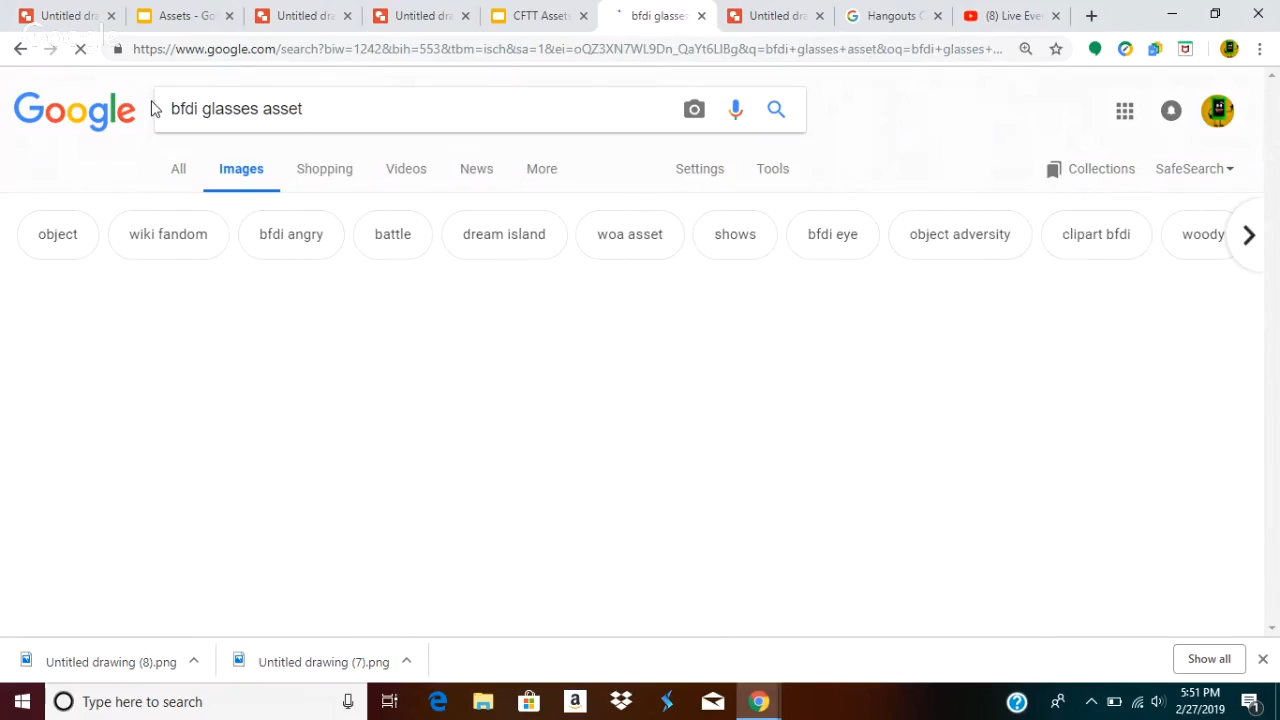 Untitled dra
Assets - Go
Untitled dra
Untitled dra
CFTT Asset
bfdi glasse
Untitled dra
Hangouts C
(8) Live Eve
https://www.google.com/search?biw=1242&bih=553&tbm=isch&sa=1&ei=oQZ3XN7WL9Dn_QaYt6LIBg&q=bfdi+glasses+asset&oq=bfdi+glasses+...
Google
bfdi glasses asset
All
Images
Shopping
Videos
News
More
Settings
Tools
Collections
SafeSearch
object
wiki fandom
bfdi angry
battle
dream island
woa asset
shows
bfdi eye
object adversity
clipart bfdi
woody
Untitled drawing (8).png
Untitled drawing (7).png
Show all
Type here to search
5:51 PM
2/27/2019
1